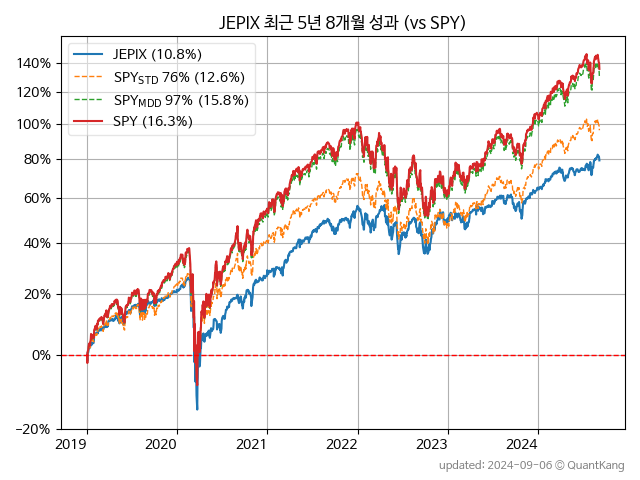 JEPIX 최근 5년 8개월 성과 (vs SPY)
JEPIX (10.8%)
SPY_STD 76% (12.6%)
SPY_MDD 97% (15.8%)
SPY (16.3%)
140%
120%
100%
80%
60%
40%
20%
0%
−20%
2019 2020 2021 2022 2023 2024
updated: 2024-09-06 © QuantKang